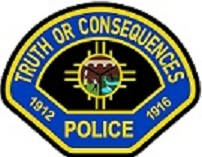 TRUTH OR CONSEQUENCES
1912 1916
POLICE